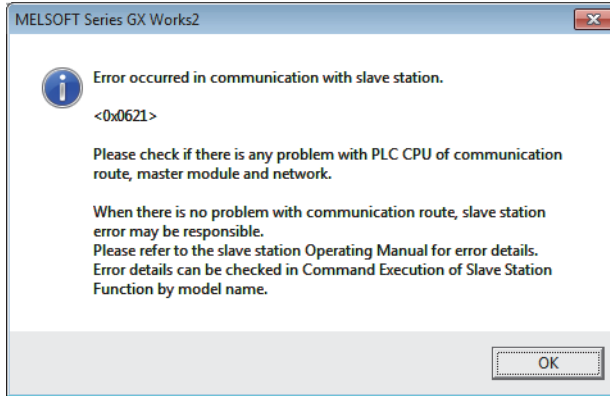 MELSOFT Series GX Works2
Error occurred in communication with slave station.
<0x0621>
Please check if there is any problem with PLC CPU of communication
route, master module and network.
When there is no problem with communication route, slave station
error may be responsible.
Please refer to the slave station Operating Manual for error details.
Error details can be checked in Command Execution of Slave Station
Function by model name.
OK